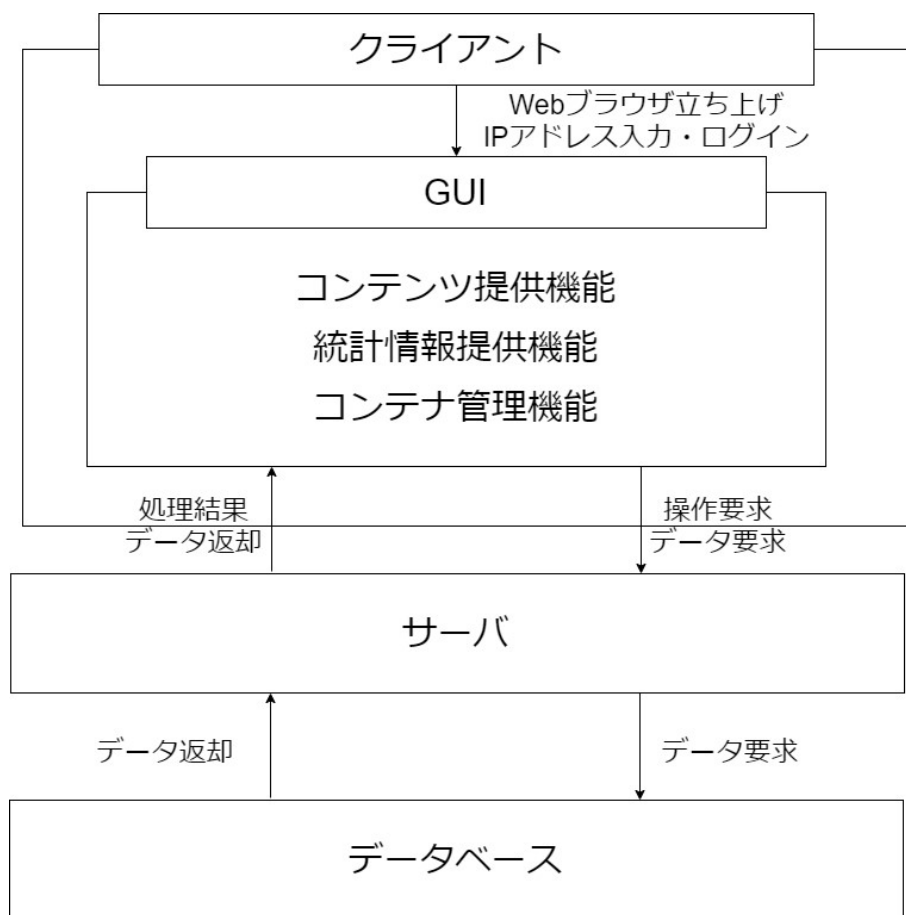 クライアント
Webブラウザ立ち上げ
IPアドレス入力・ログイン
GUI
コンテンツ提供機能
統計情報提供機能
コンテナ管理機能
処理結果
データ返却
操作要求
データ要求
サーバ
データ返却
データ要求
データベース